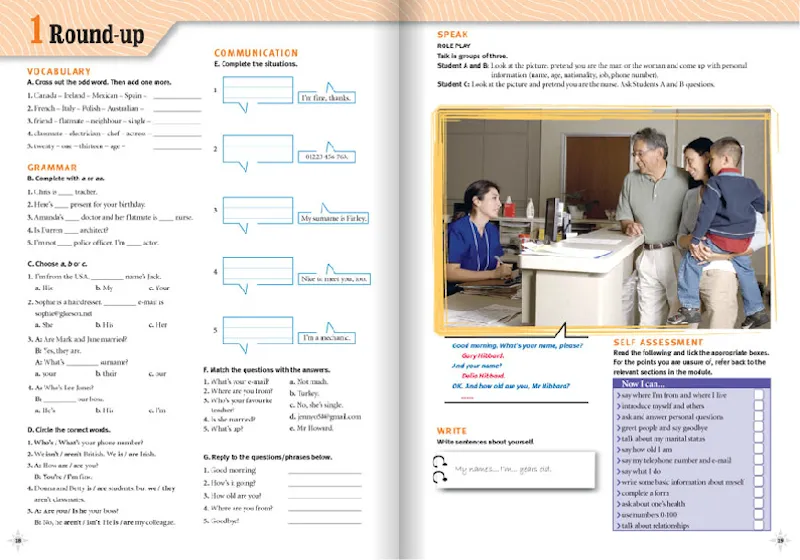 1 Round-up
VOCABULARY
A. Cross out the odd word. Then add one more.
1. Canada – Ireland – Mexican – Spain –
2. French – Italy – Polish – Australian –
3. friend – flatmate – neighbour – single –
4. classmate – electrician – chef – actress –
5. twenty – one – thirteen – age –
GRAMMAR
B. Complete with a or an.
1. Chris is ____ teacher.
2. Here's ____ present for your birthday.
3. Amanda's ____ doctor and her flatmate is ____ nurse.
4. Is Darren ____ architect?
5. I'm not ____ police officer. I'm ____ actor.
C. Choose a, b or c.
1. I'm from the USA. ________ name's Jack.
a. His b. My c. Your
2. Sophie is a hairdresser. ________ e-mail is
sophie@gkeson.net
a. She b. His c. Her
3. A: Are Mark and June married?
B: Yes, they are.
A: What's ________ surname?
a. your b. their c. our
4. A: Who's Lee Jones?
B: ________ our boss.
a. He's b. His c. I'm
D. Circle the correct words.
1. Who's / What's your phone number?
2. We isn't / aren't British. We is / are Irish.
3. A: How are / are you?
B: You're / I'm fine.
4. Donna and Betty is / are students, but we / they
aren't classmates.
5. A: Are you / Is he your boss?
B: No, he aren't / isn't. He is / are my colleague.
18
COMMUNICATION
E. Complete the situations.
1
I'm fine, thanks.
2
01223 456 763.
3
My surname is Farley.
4
Nice to meet you, too.
5
I'm a mechanic.
F. Match the questions with the answers.
1. What's your e-mail?
2. Where are you from?
3. Who's your favourite
teacher?
4. Is she married?
5. What's up?
a. Not much.
b. Turkey.
c. No, she's single.
d. jennyo54@gmail.com
e. Mr Howard.
G. Reply to the questions/phrases below.
1. Good morning
2. How's it going?
3. How old are you?
4. Where are you from?
5. Goodbye!
SPEAK
ROLE PLAY
Talk in groups of three.
Student A and B: Look at the picture, pretend you are the man or the woman and come up with personal
information (name, age, nationality, job, phone number).
Student C: Look at the picture and pretend you are the nurse. Ask Students A and B questions.
Good morning. What's your name, please?
Gary Hibbard.
And your name?
Delia Hibbard.
OK. And how old are you, Mr Hibbard?
......
WRITE
Write sentences about yourself.
My name's.... I'm.... years old.
SELF ASSESSMENT
Read the following and tick the appropriate boxes.
For the points you are unsure of, refer back to the
relevant sections in the module.
Now I can...
say where I'm from and where I live
introduce myself and others
ask and answer personal questions
greet people and say goodbye
talk about my marital status
say how old I am
say my telephone number and e-mail
say what I do
write some basic information about myself
complete a form
ask about one's health
use numbers 0-100
talk about relationships
19